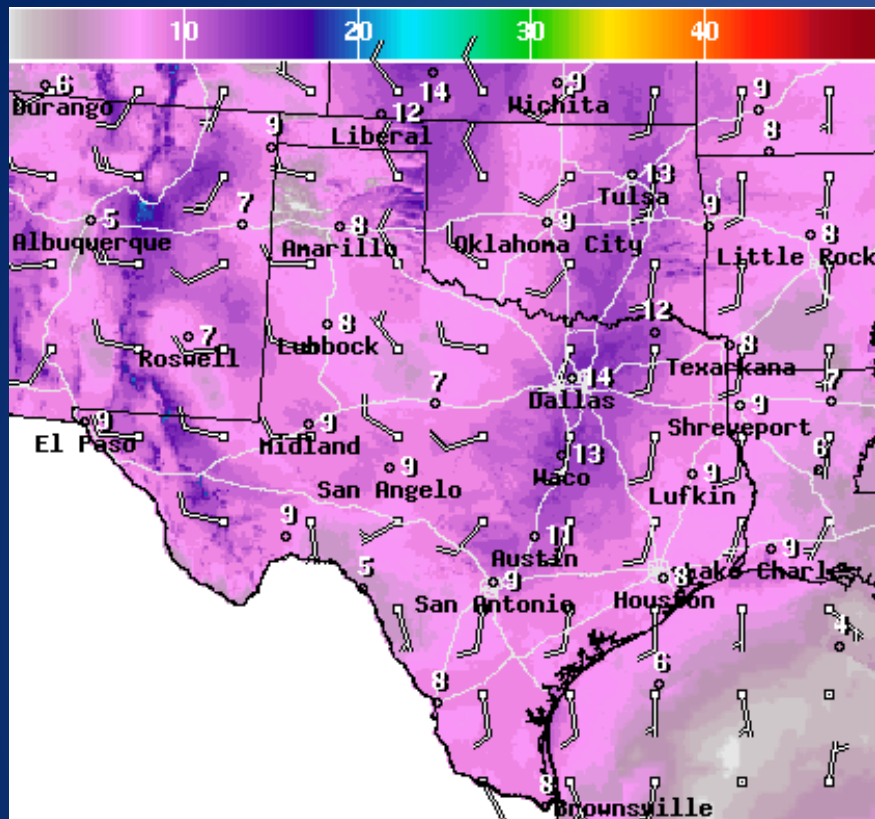 10 20 30 40
6 14 9 9
Durango Wichita
12
Liberal
9 8
13
Tulsa
5 7 8 9 9 8
Albuquerque Amarillo Oklahoma City Little Rock
7 8 12 8
Roswell Lubbock Texarkana
14
7 Dallas 9 7
9 9 Shreveport
El Paso Midland 13 6
9 Waco 9
San Angelo Lufkin
9 11 9
Austin Lake Charles
5 9 8
San Antonio Houston
4
8 6
8
Brownsville